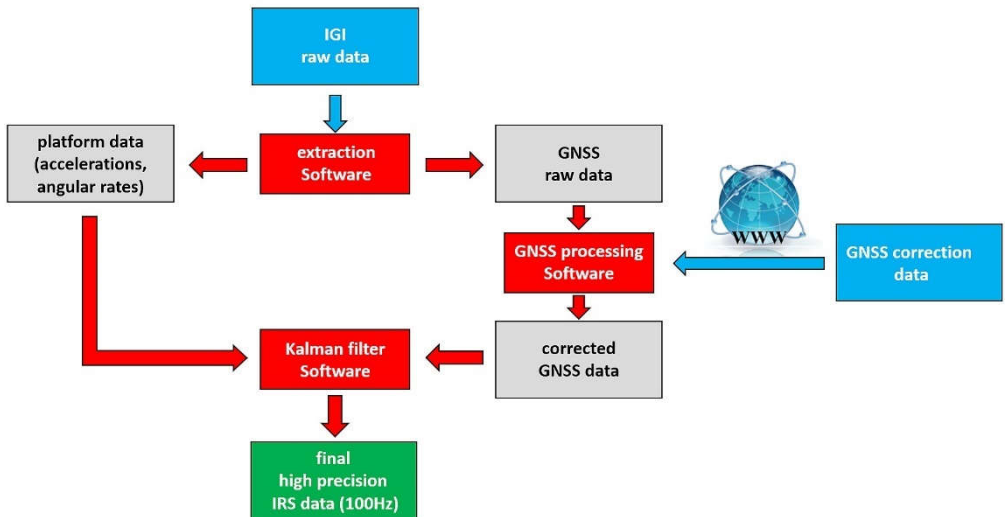 IGI
raw data
platform data
(accelerations,
angular rates)
extraction
Software
GNSS
raw data
WWW
GNSS processing
Software
GNSS correction
data
Kalman filter
Software
corrected
GNSS data
final
high precision
IRS data (100Hz)